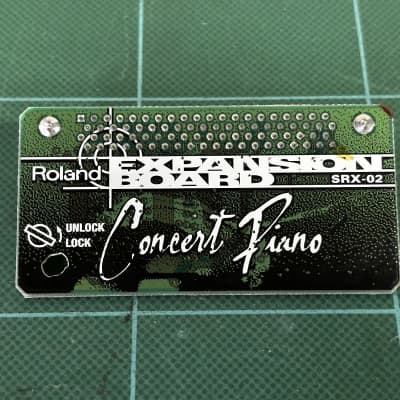 Roland EXPANSION
BOARD SRX-02
UNLOCK
LOCK
Concert Piano